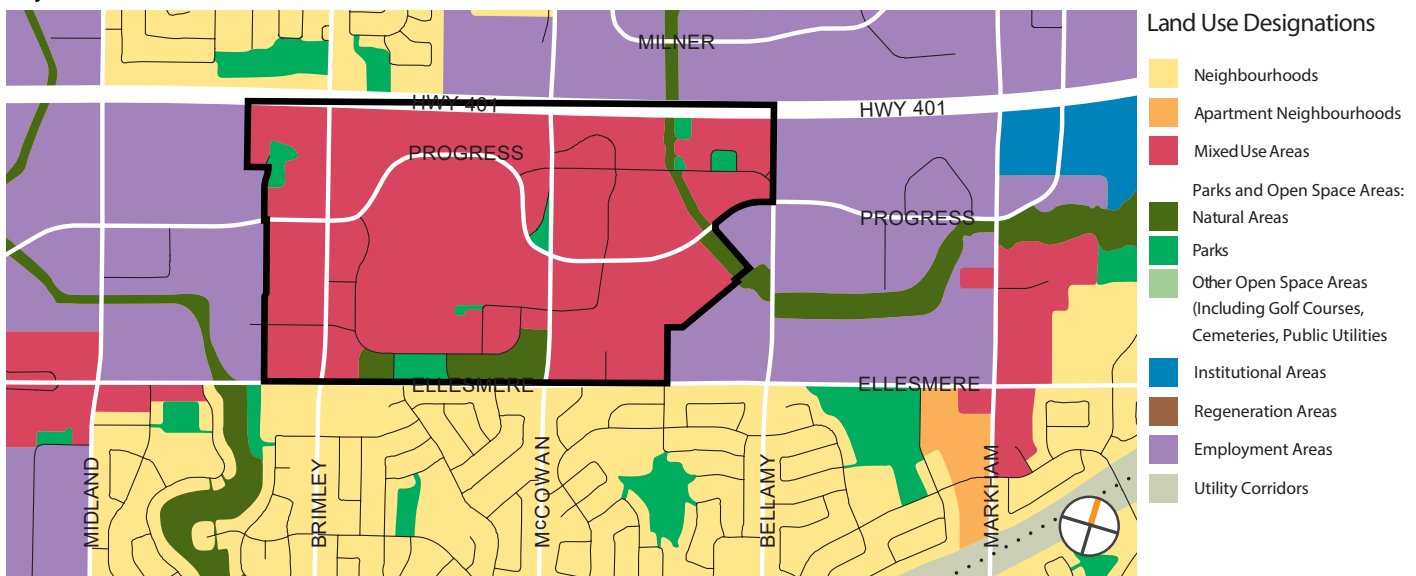 MILNER
HWY 401
HWY 401
PROGRESS
PROGRESS
ELLESMERE
ELLESMERE
MIDLAND
BRIMLEY
McCOWAN
BELLAMY
MARKHAM
Land Use Designations
Neighbourhoods
Apartment Neighbourhoods
Mixed Use Areas
Parks and Open Space Areas:
Natural Areas
Parks
Other Open Space Areas
(Including Golf Courses,
Cemeteries, Public Utilities
Institutional Areas
Regeneration Areas
Employment Areas
Utility Corridors